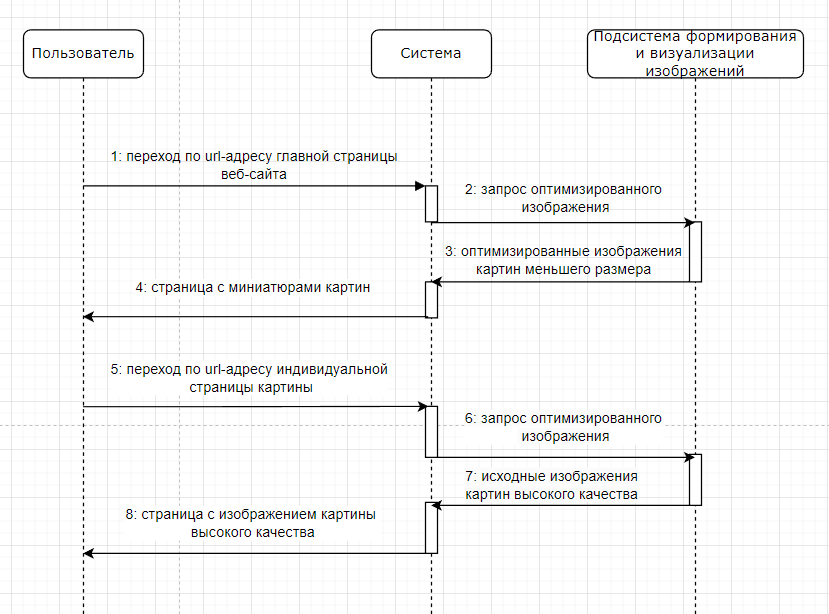 Пользователь
Система
Подсистема формирования
и визуализации
изображений
1: переход по url-адресу главной страницы
веб-сайта
2: запрос оптимизированного
изображения
3: оптимизированные изображения
картин меньшего размера
4: страница с миниатюрами картин
5: переход по url-адресу индивидуальной
страницы картины
6: запрос оптимизированного
изображения
7: исходные изображения
картин высокого качества
8: страница с изображением картины
высокого качества